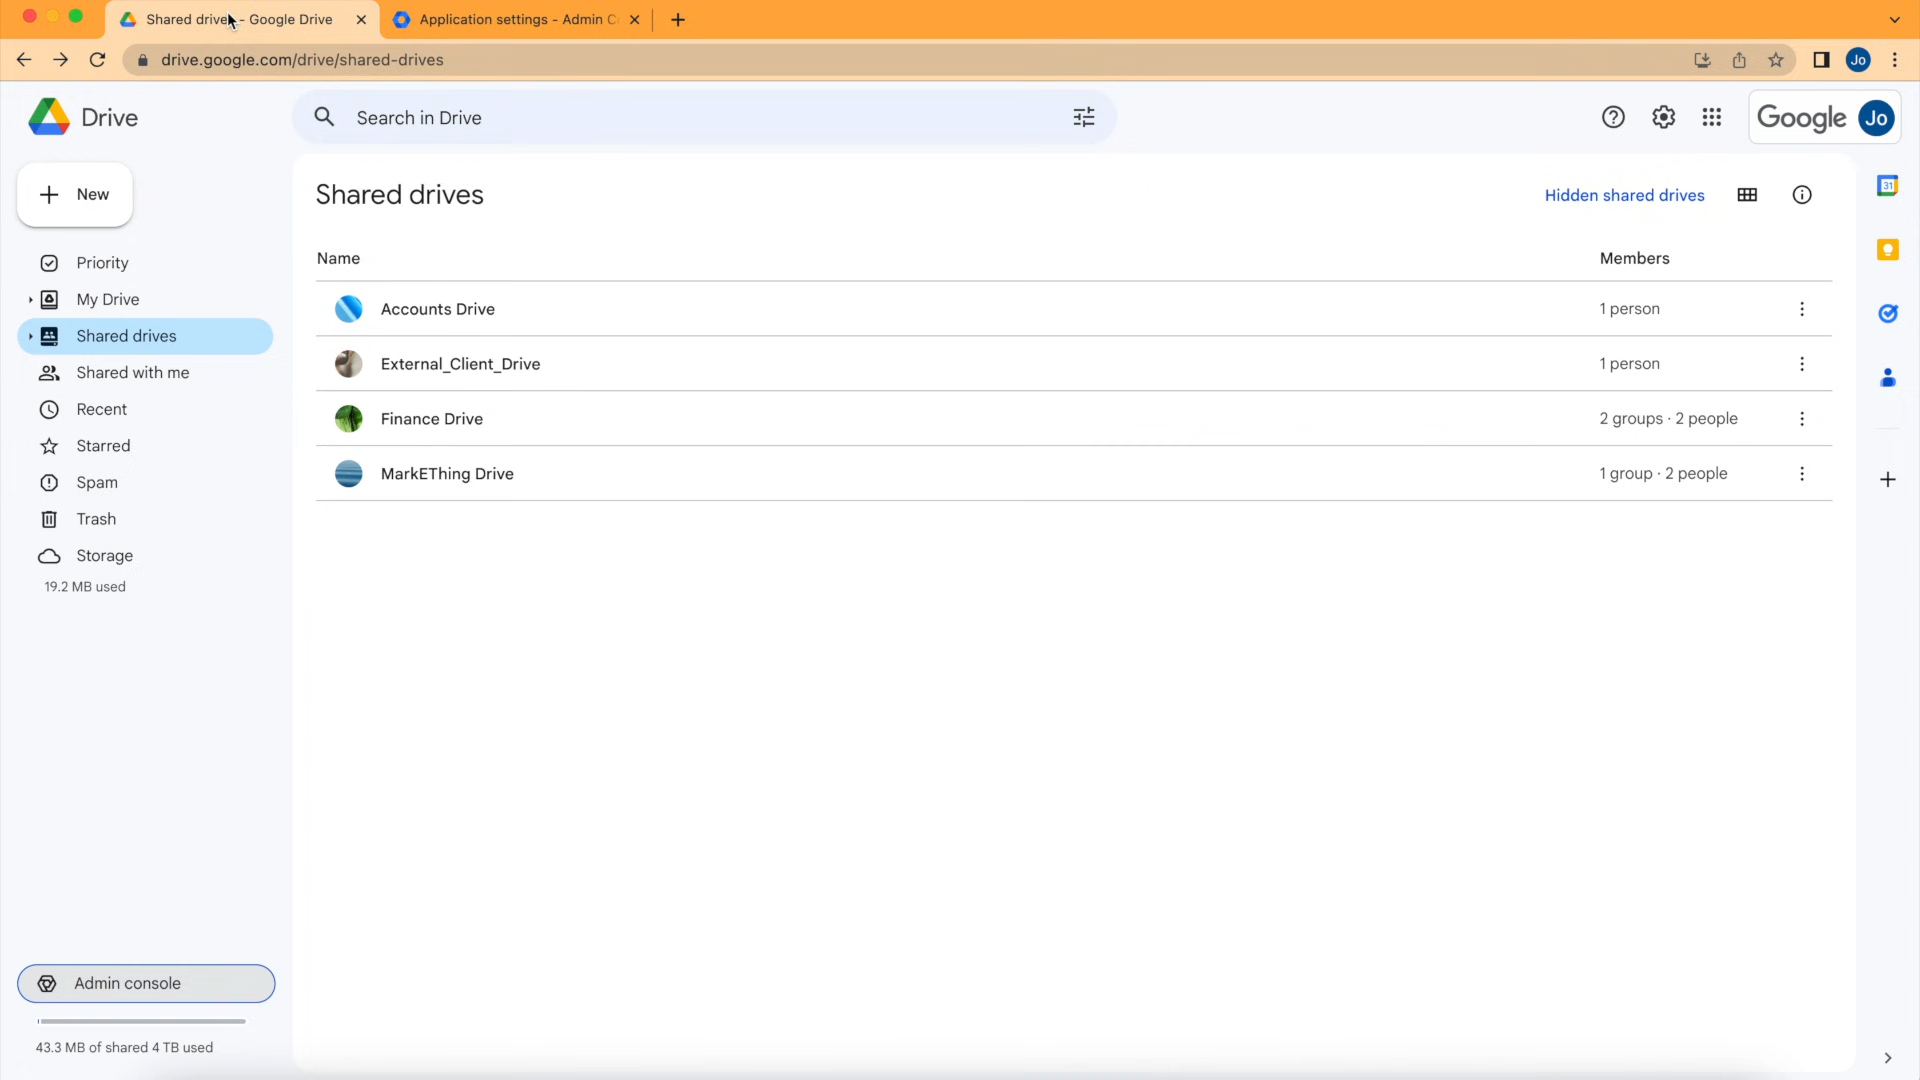 Shared drive - Google Drive
Application settings - Admin C
drive.google.com/drive/shared-drives
Jo
Drive
Search in Drive
Google Jo
New
Shared drives
Hidden shared drives
31
Priority
My Drive
Shared drives
Shared with me
Recent
Starred
Spam
Trash
Storage
19.2 MB used
Name Members
Accounts Drive 1 person
External_Client_Drive 1 person
Finance Drive 2 groups · 2 people
MarkEThing Drive 1 group · 2 people
Admin console
43.3 MB of shared 4 TB used